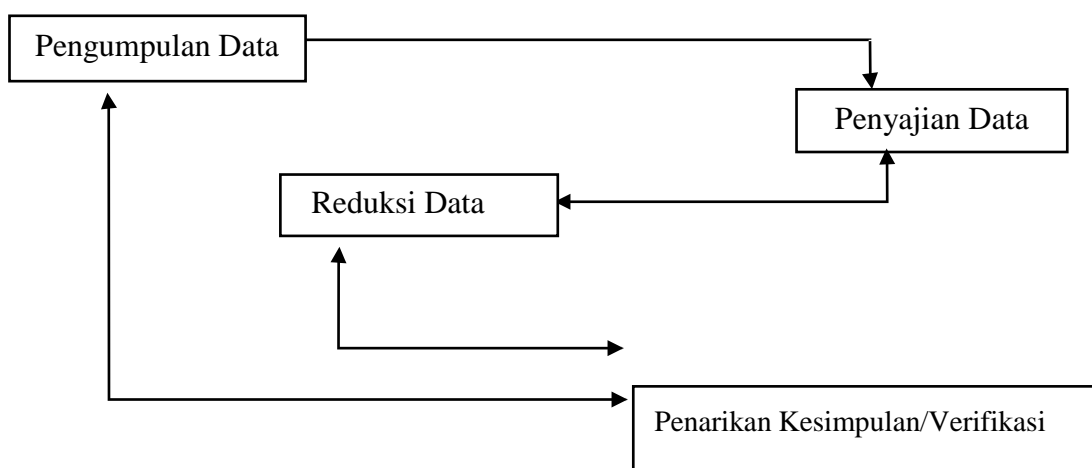 Pengumpulan Data
Penyajian Data
Reduksi Data
Penarikan Kesimpulan/Verifikasi